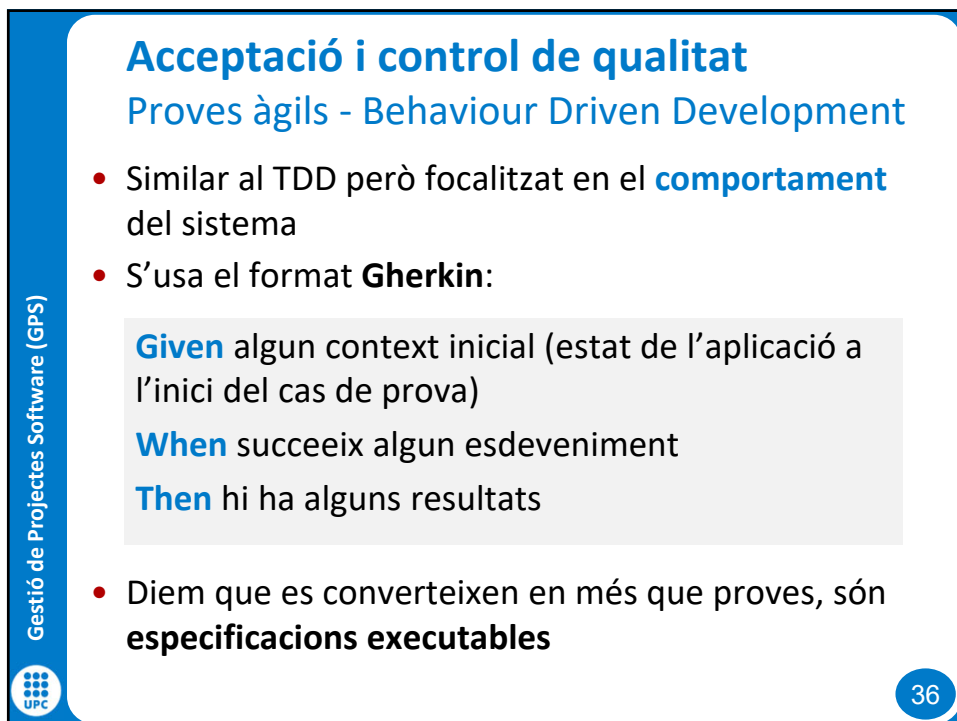 Acceptació i control de qualitat
Proves àgils - Behaviour Driven Development
• Similar al TDD però focalitzat en el comportament
del sistema
• S’usa el format Gherkin:
Given algun context inicial (estat de l’aplicació a
l’inici del cas de prova)
When succeeix algun esdeveniment
Then hi ha alguns resultats
• Diem que es converteixen en més que proves, són
especificacions executables
Gestió de Projectes Software (GPS)
UPC
36